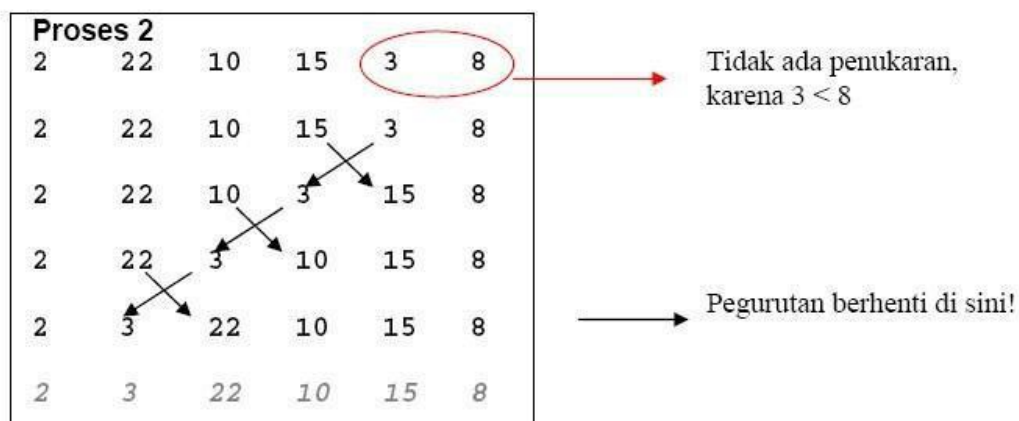 Proses 2
2 22 10 15 3 8
Tidak ada penukaran,
karena 3 < 8
2 22 10 15 3 8
2 22 10 3 15 8
2 22 3 10 15 8
2 3 22 10 15 8
Pegurutan berhenti di sini!
2 3 22 10 15 8